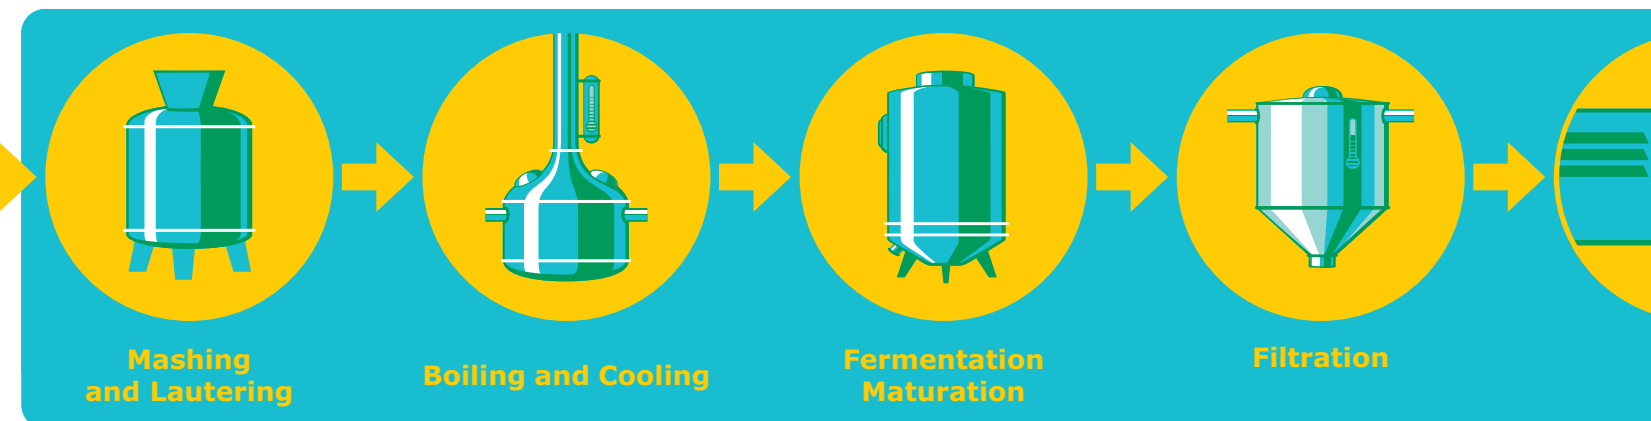 Mashing
and Lautering
Boiling and Cooling
Fermentation
Maturation
Filtration